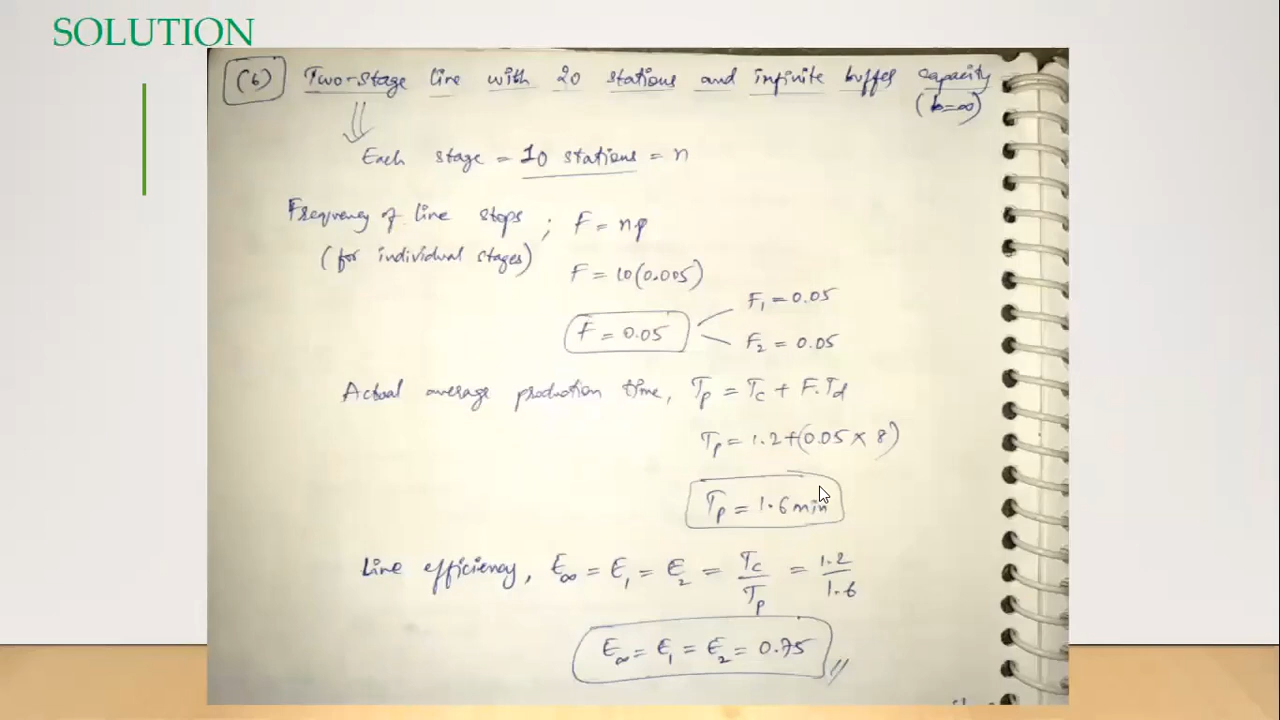 SOLUTION
(b) Two-stage line with 20 stations and infinite buffer capacity
(b=∞)
Each stage = 10 stations = n
Frequency of line stops ; F = np
(for individual stages)
F = 10(0.005)
F₁ = 0.05
F = 0.05
F₂ = 0.05
Actual average production time, Tp = Tc + F.Td
Tp = 1.2+(0.05 × 8)
Tp = 1.6 min
Line efficiency, E∞ = E₁ = E₂ = Tc/Tp = 1.2/1.6
E∞ = E₁ = E₂ = 0.75 //